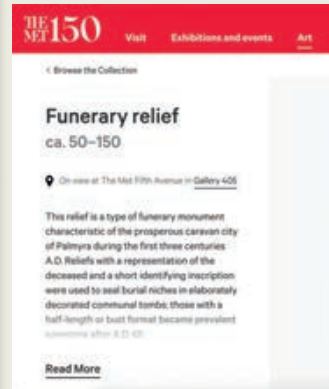 THE MET 150 Visit Exhibitions and events Art
< Browse the Collection
Funerary relief
ca. 50–150
On view at The Met Fifth Avenue in Gallery 405
This relief is a type of funerary monument
characteristic of the prosperous caravan city
of Palmyra during the first three centuries
A.D. Reliefs with a representation of the
deceased and a short identifying inscription
were used to seal burial niches in elaborately
decorated communal tombs; those with a
half-length or bust format became prevalent
sometime after A.D. 65.
Read More